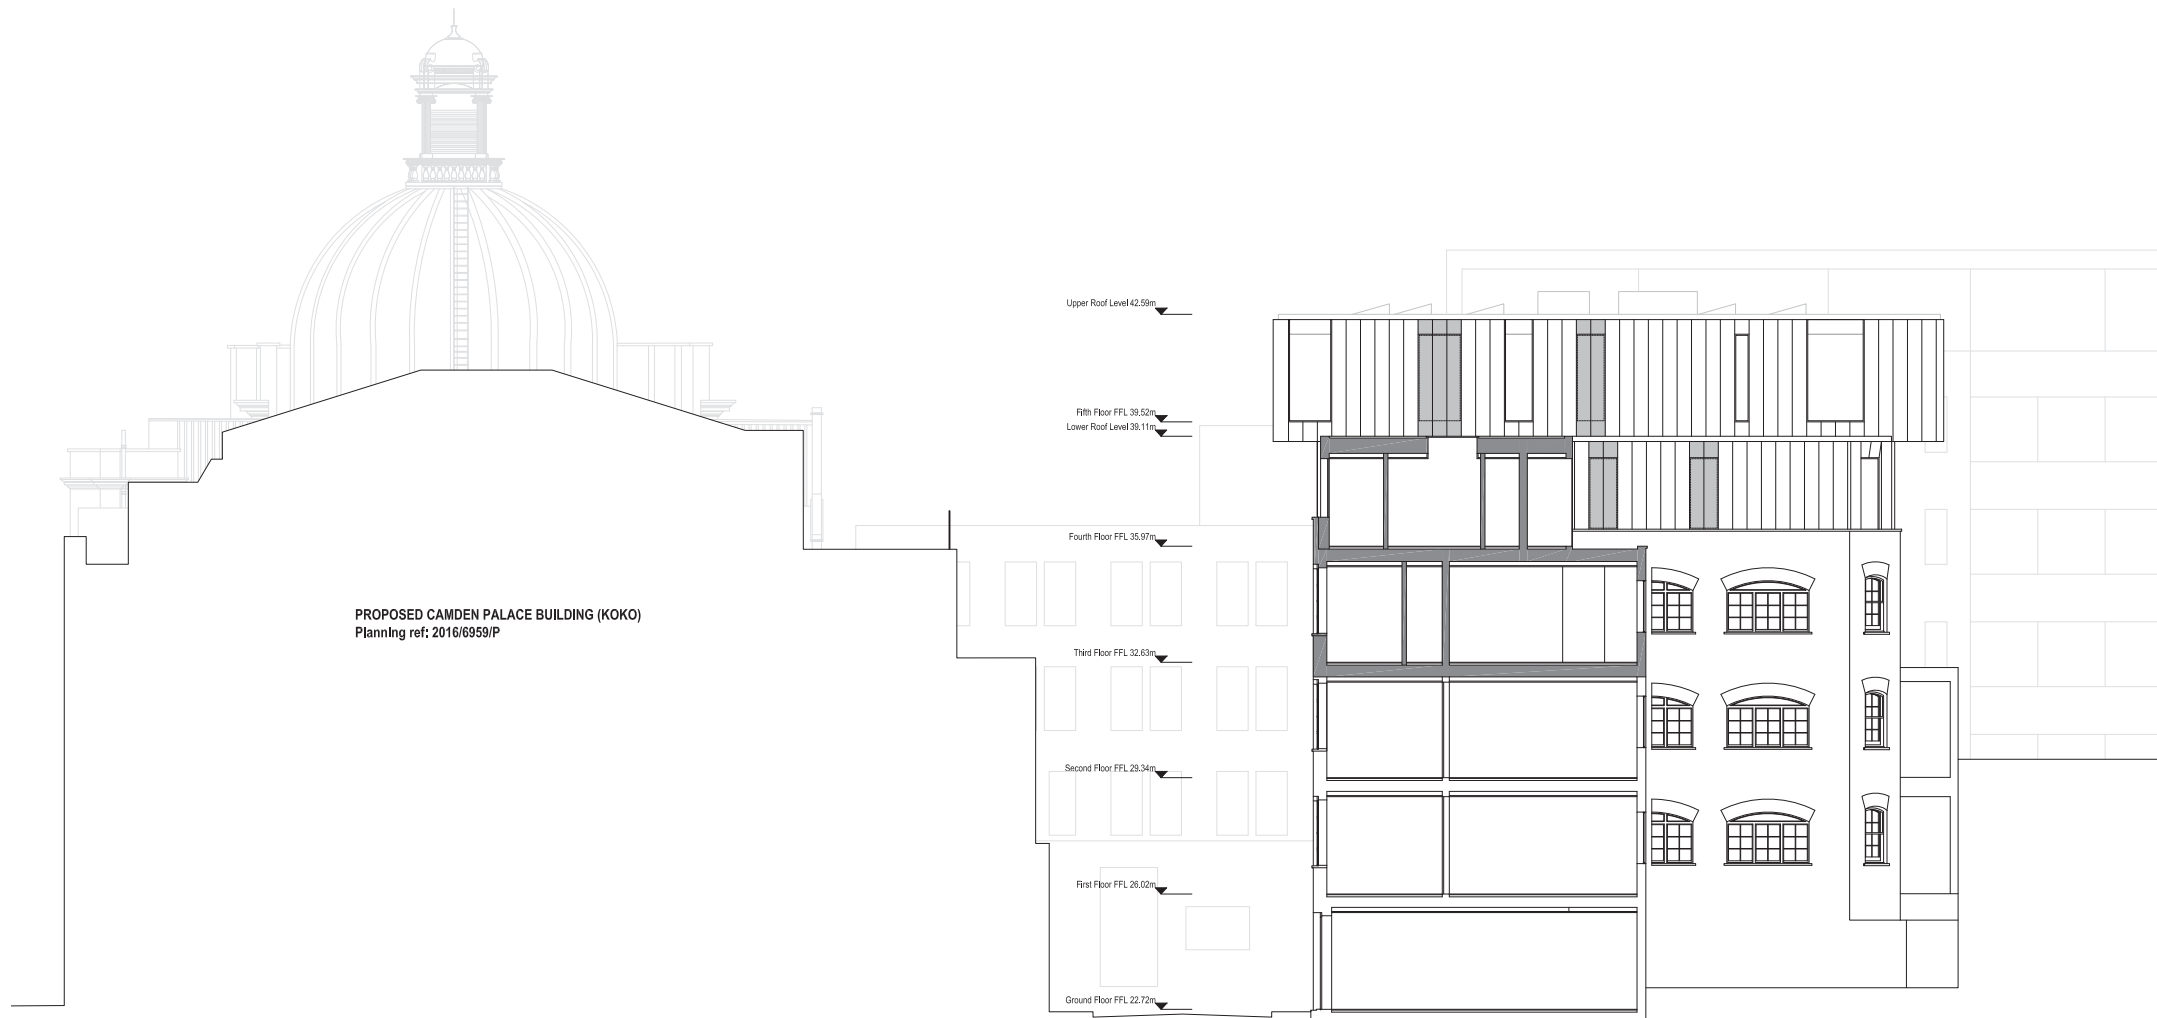 Upper Roof Level 42.59m
Fifth Floor FFL 39.52m
Lower Roof Level 39.11m
Fourth Floor FFL 35.97m
PROPOSED CAMDEN PALACE BUILDING (KOKO)
Planning ref: 2016/6959/P
Third Floor FFL 32.63m
Second Floor FFL 29.34m
First Floor FFL 26.02m
Ground Floor FFL 22.72m